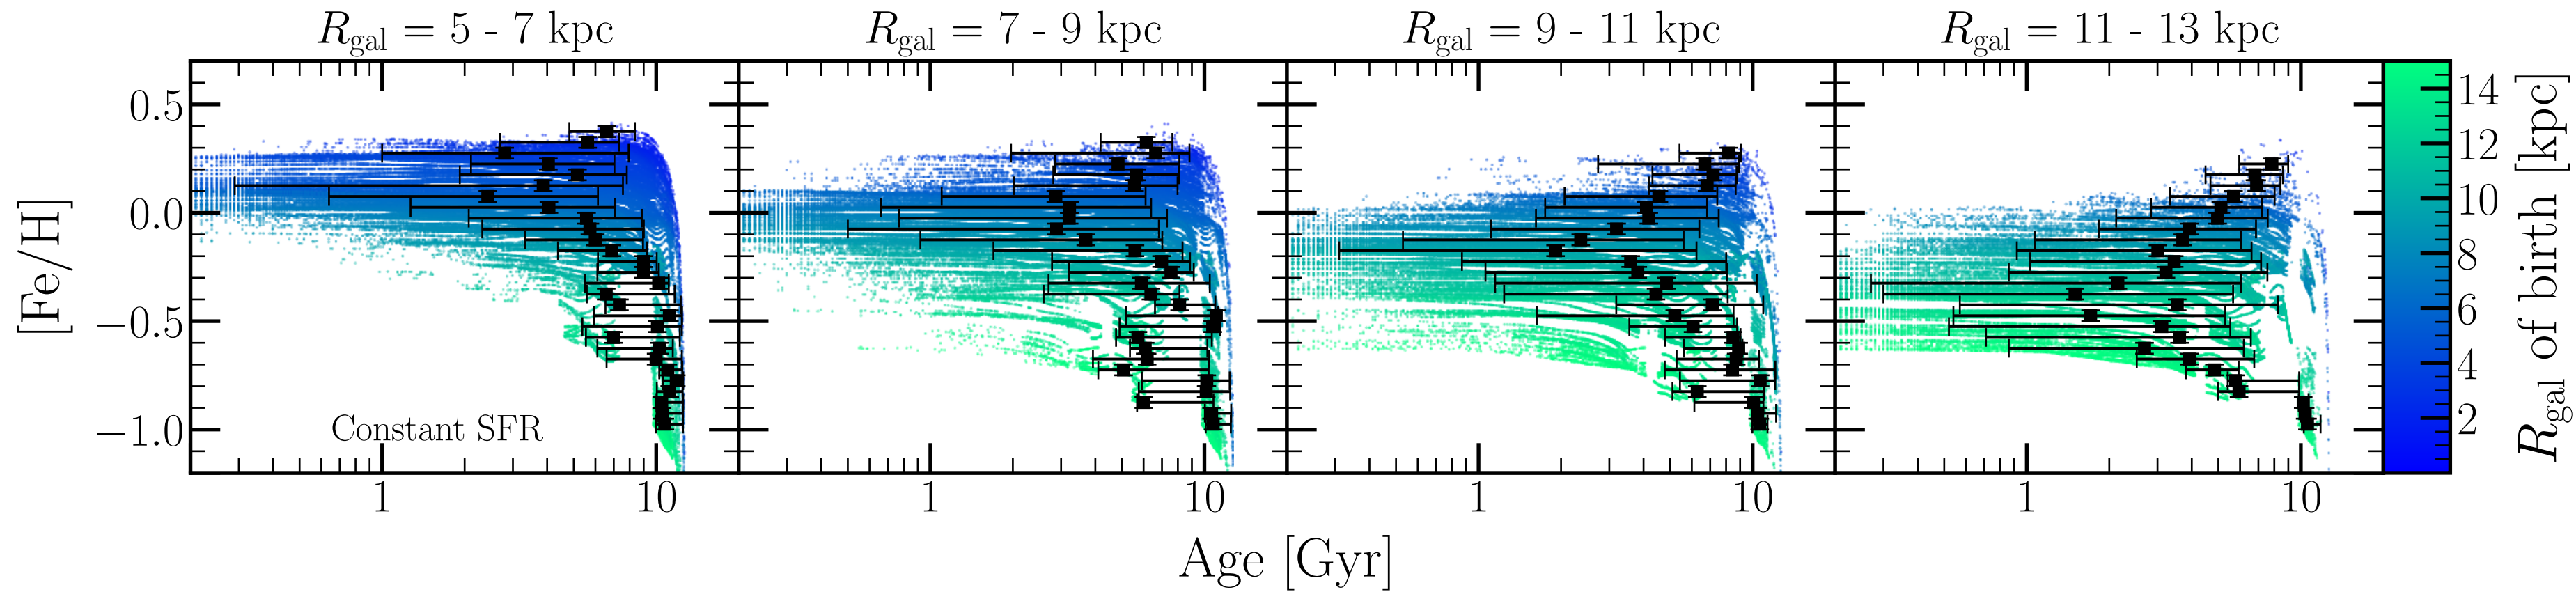 R_gal = 5 - 7 kpc
R_gal = 7 - 9 kpc
R_gal = 9 - 11 kpc
R_gal = 11 - 13 kpc
[Fe/H]
0.5
0.0
−0.5
−1.0
Constant SFR
1
10
1
10
1
10
1
10
Age [Gyr]
14
12
10
8
6
4
2
R_gal of birth [kpc]